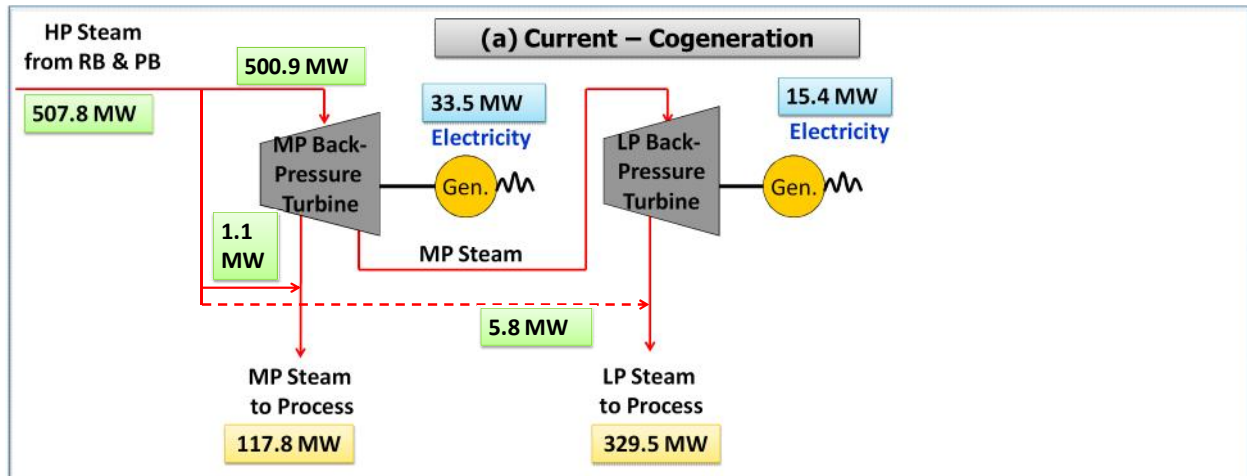 (a) Current – Cogeneration
HP Steam
from RB & PB
507.8 MW
500.9 MW
MP Back-
Pressure
Turbine
33.5 MW
Electricity
Gen.
LP Back-
Pressure
Turbine
15.4 MW
Electricity
Gen.
1.1
MW
MP Steam
5.8 MW
MP Steam
to Process
117.8 MW
LP Steam
to Process
329.5 MW